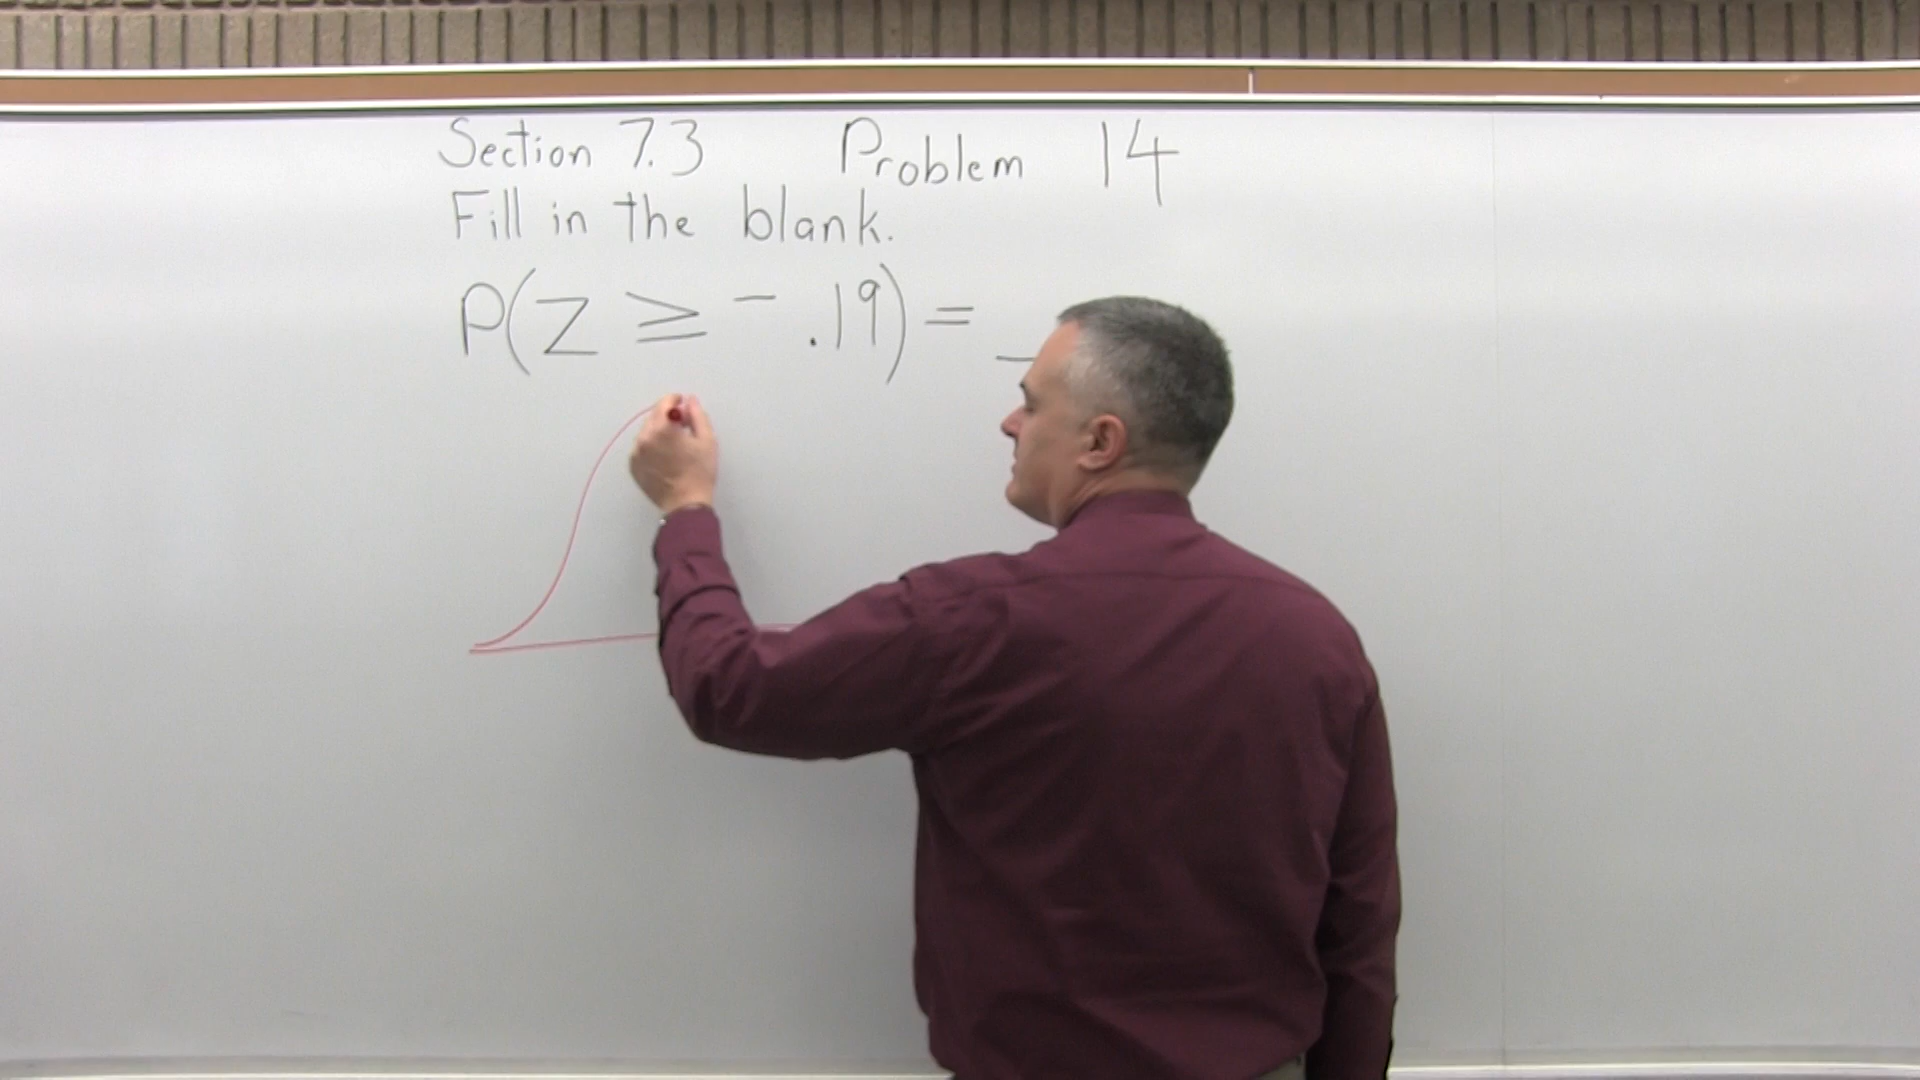 Section 7.3 Problem 14
Fill in the blank.
P(Z ≥ -.19) = _